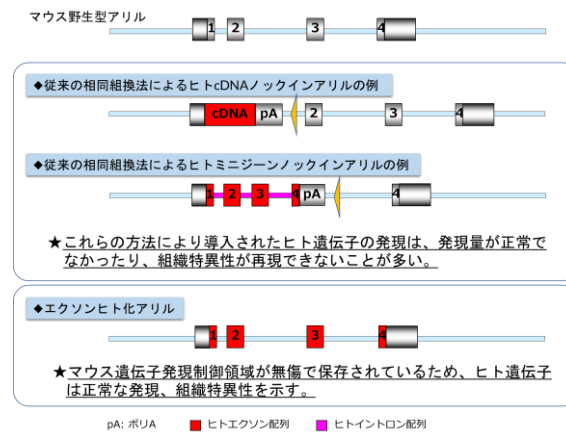 マウス野生型アリル
1 2 3 4
◆従来の相同組換法によるヒトcDNAノックインアリルの例
cDNA pA 2 3 4
◆従来の相同組換法によるヒトミニジーンノックインアリルの例
1 2 3 4 pA 4
★これらの方法により導入されたヒト遺伝子の発現は、発現量が正常で
なかったり、組織特異性が再現できないことが多い。
◆エクソンヒト化アリル
1 2 3 4
★マウス遺伝子発現制御領域が無傷で保存されているため、ヒト遺伝子
は正常な発現、組織特異性を示す。
pA: ポリA ヒトエクソン配列 ヒトイントロン配列